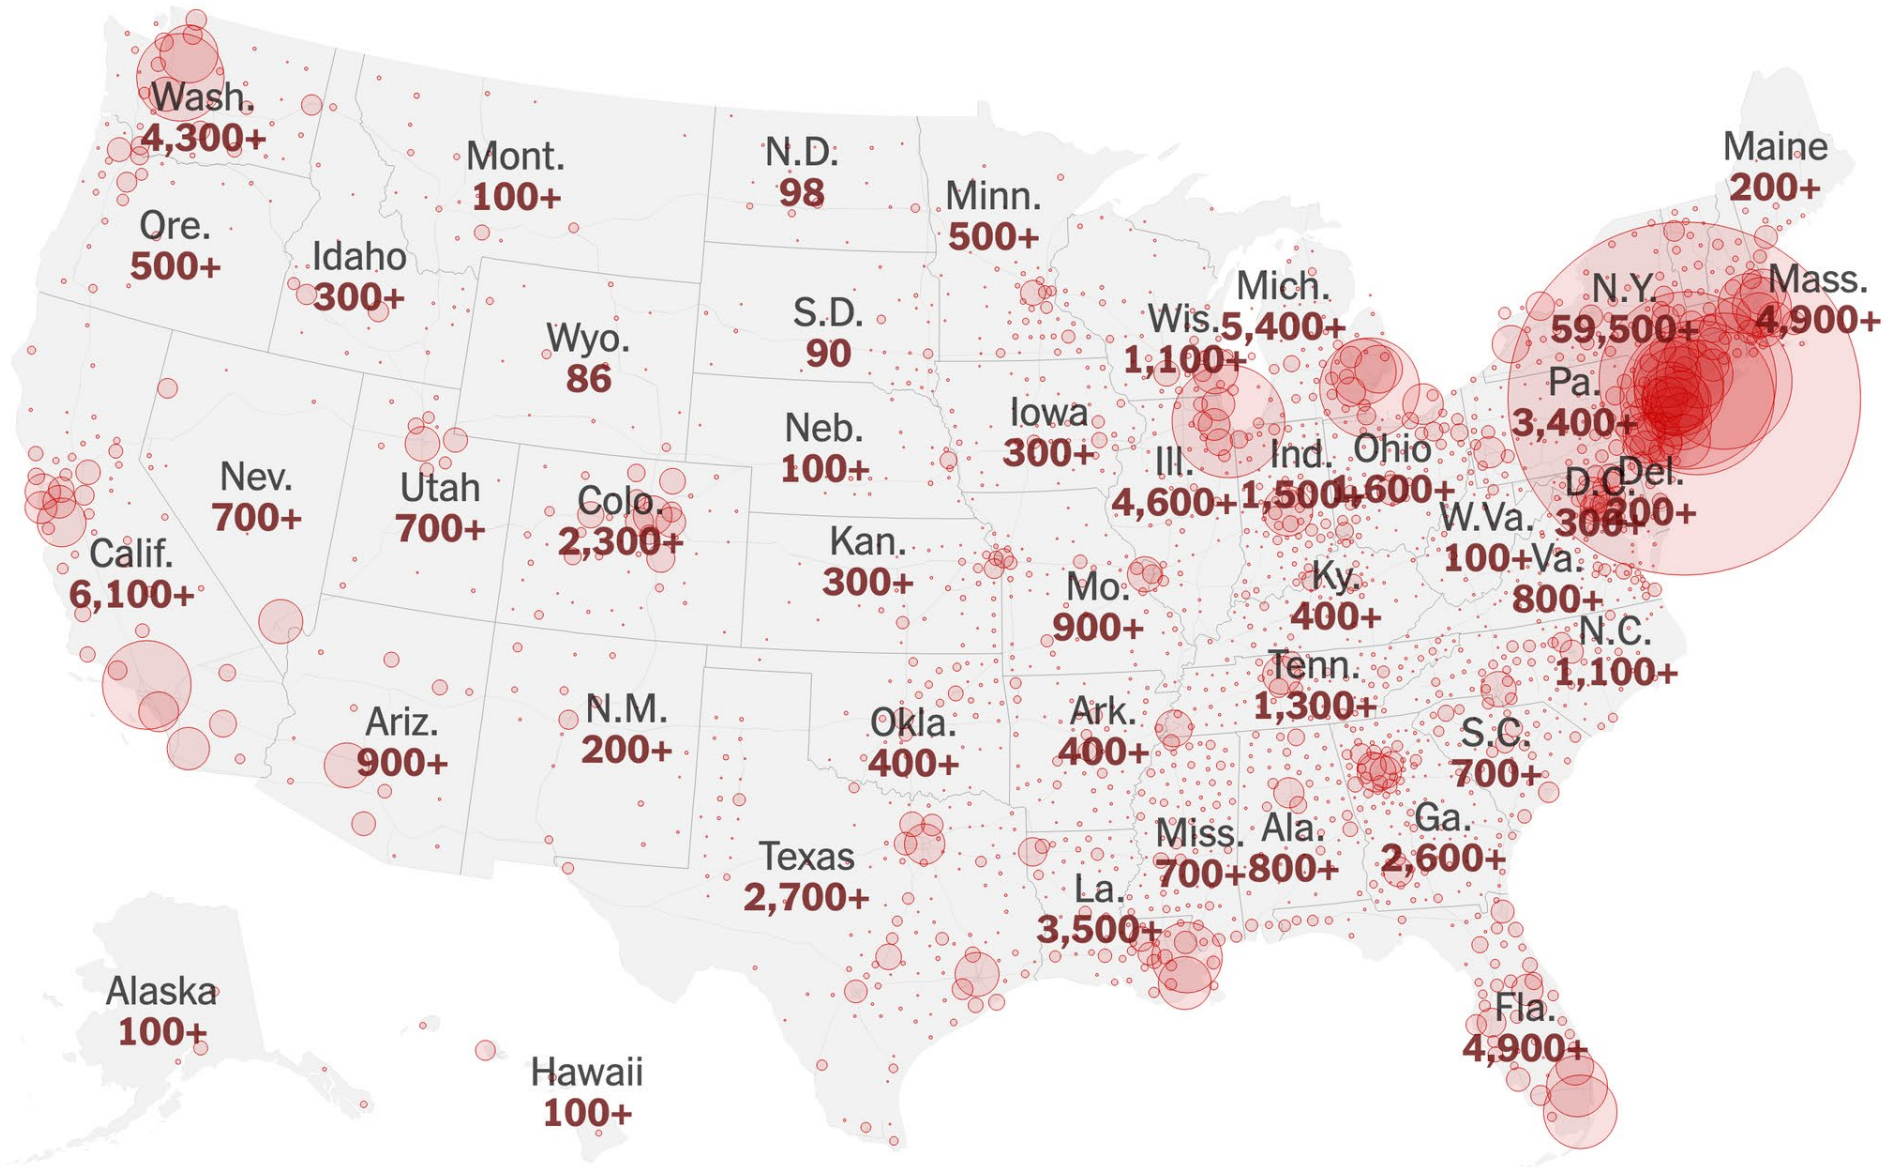 Wash.
4,300+
Mont.
100+
N.D.
98
Minn.
500+
Maine
200+
Ore.
500+
Idaho
300+
Wyo.
86
S.D.
90
Wis.
1,100+
Mich.
5,400+
N.Y.
59,500+
Mass.
4,900+
Pa.
3,400+
Nev.
700+
Utah
700+
Colo.
2,300+
Neb.
100+
Iowa
300+
Ill.
4,600+
Ind.
1,500+
Ohio
1,600+
D.C.
300+
Del.
200+
Calif.
6,100+
Kan.
300+
Mo.
900+
Ky.
400+
W.Va.
100+
Va.
800+
N.C.
1,100+
Tenn.
1,300+
Ariz.
900+
N.M.
200+
Okla.
400+
Ark.
400+
S.C.
700+
Texas
2,700+
La.
3,500+
Miss.
700+
Ala.
800+
Ga.
2,600+
Alaska
100+
Hawaii
100+
Fla.
4,900+